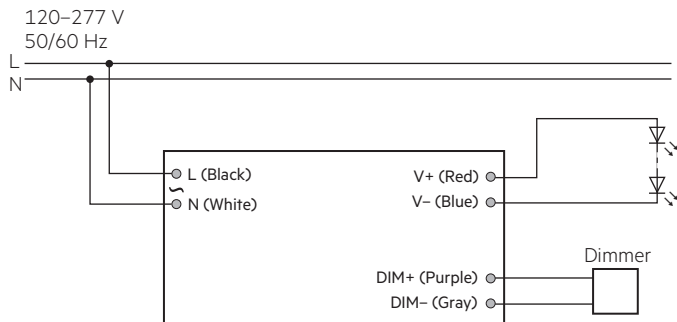 120–277 V
50/60 Hz
L
N
L (Black)
~
N (White)
V+ (Red)
V– (Blue)
DIM+ (Purple)
DIM– (Gray)
Dimmer